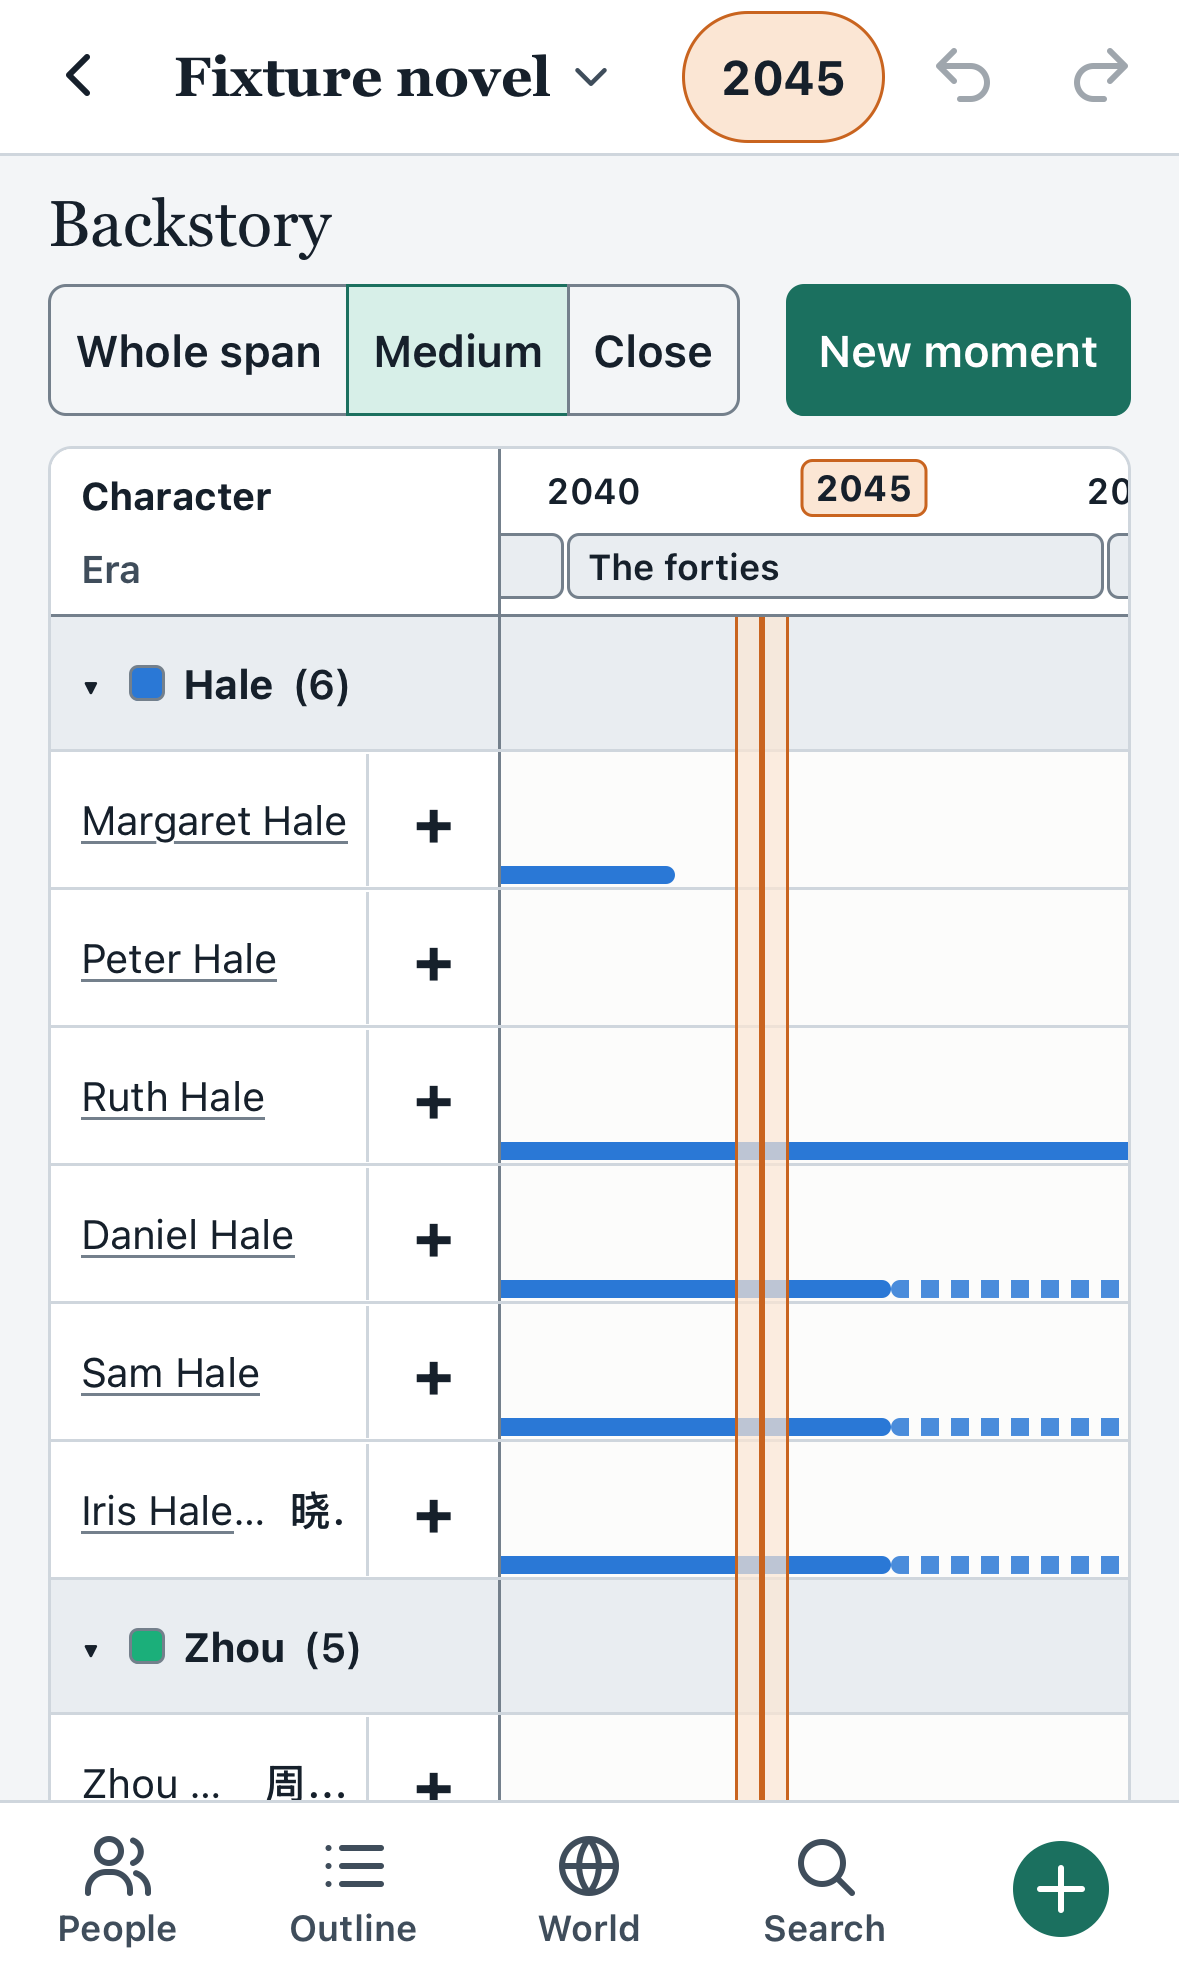 Fixture novel 2045
Backstory
Whole span Medium Close New moment
Character 2040 2045 20
Era The forties
Hale (6)
Margaret Hale +
Peter Hale +
Ruth Hale +
Daniel Hale +
Sam Hale +
Iris Hale... 晓.
+
Zhou (5)
Zhou ... 周... +
People Outline World Search